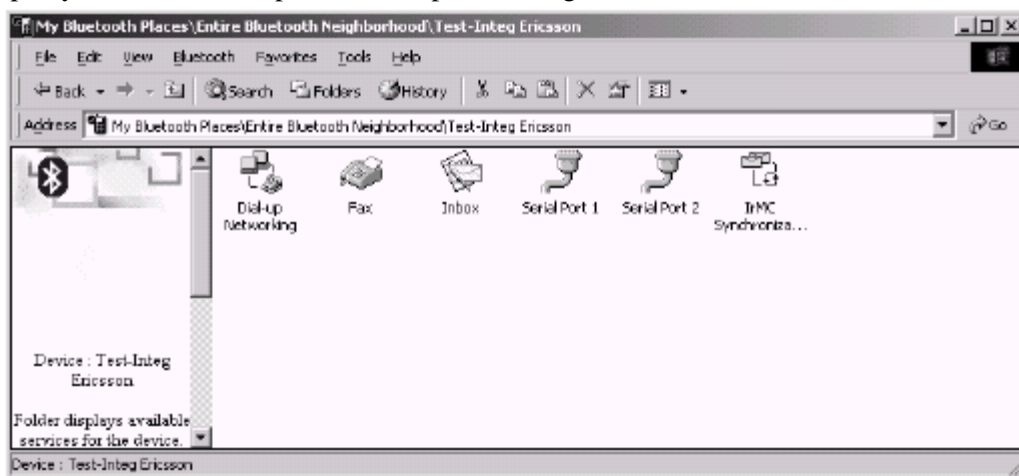 My Bluetooth Places\Entire Bluetooth Neighborhood\Test-Integ Ericsson
File Edit View Bluetooth Favorites Tools Help
Back Search Folders History
Address My Bluetooth Places\Entire Bluetooth Neighborhood\Test-Integ Ericsson Go
Dial-up Fax Inbox Serial Port 1 Serial Port 2 IrMC
Networking Synchroniza...
Device : Test-Integ
Ericsson
Folder displays available
services for the device.
Device : Test-Integ Ericsson